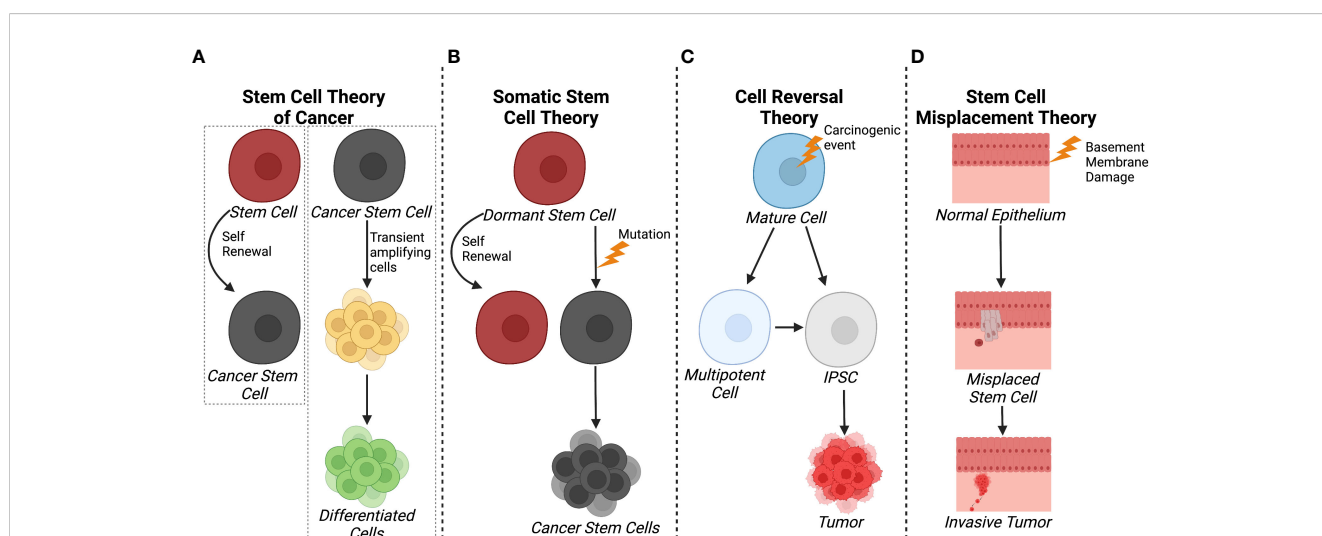 A
Stem Cell Theory
of Cancer
Stem Cell
Cancer Stem Cell
Self
Renewal
Transient
amplifying
cells
Cancer Stem
Cell
Differentiated
Cells
B
Somatic Stem
Cell Theory
Dormant Stem Cell
Self
Renewal
Mutation
Cancer Stem Cells
C
Cell Reversal
Theory
Carcinogenic
event
Mature Cell
Multipotent
Cell
IPSC
Tumor
D
Stem Cell
Misplacement Theory
Basement
Membrane
Damage
Normal Epithelium
Misplaced
Stem Cell
Invasive Tumor